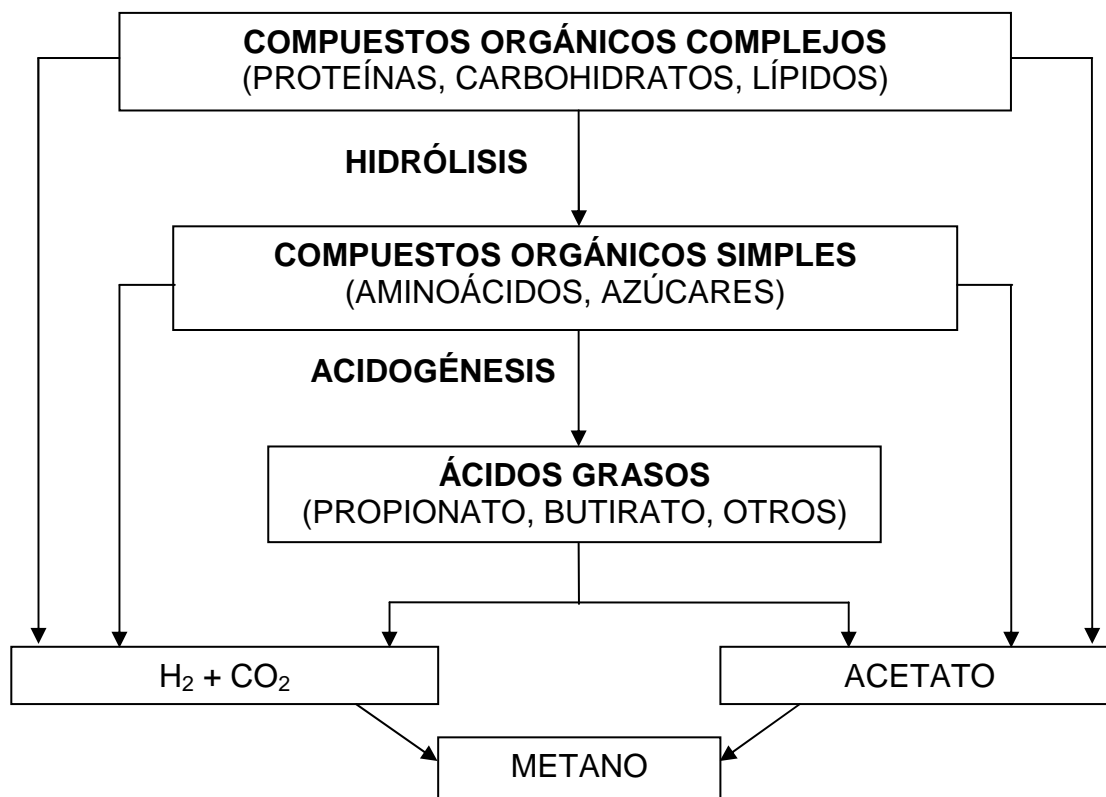 COMPUESTOS ORGÁNICOS COMPLEJOS
(PROTEÍNAS, CARBOHIDRATOS, LÍPIDOS)
HIDRÓLISIS
COMPUESTOS ORGÁNICOS SIMPLES
(AMINOÁCIDOS, AZÚCARES)
ACIDOGÉNESIS
ÁCIDOS GRASOS
(PROPIONATO, BUTIRATO, OTROS)
H₂ + CO₂
ACETATO
METANO